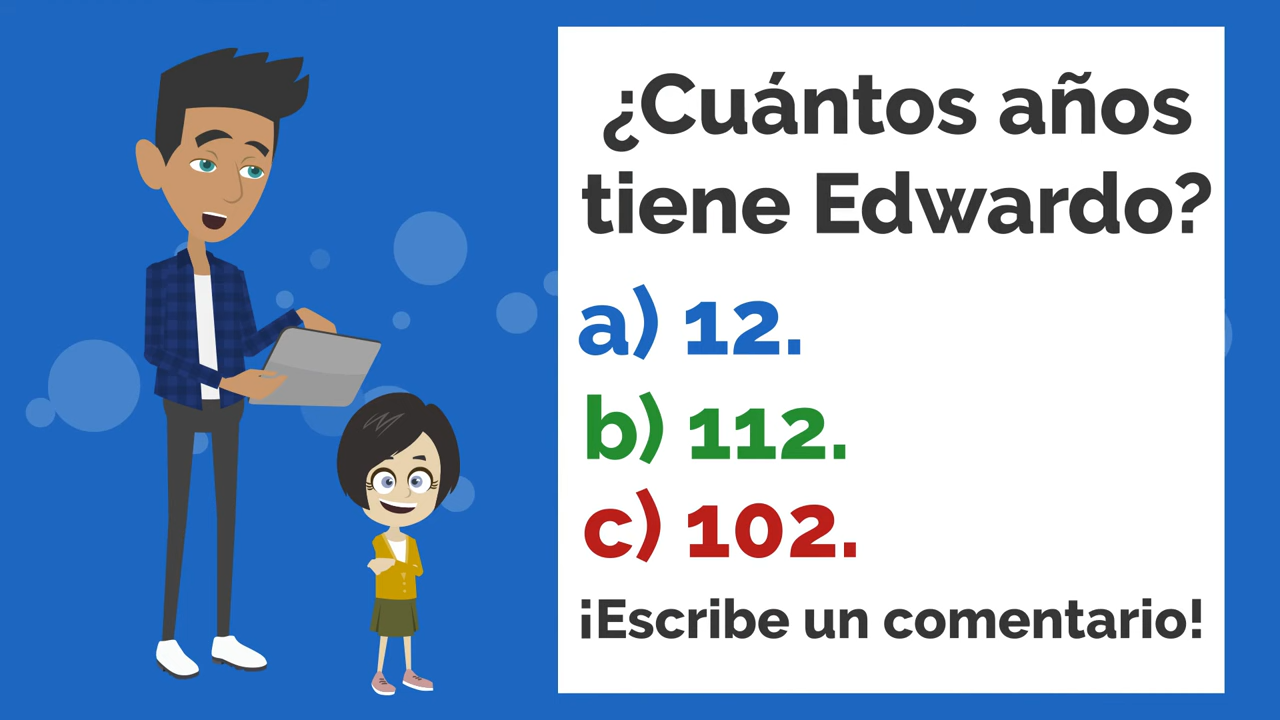 ¿Cuántos años
tiene Edwardo?
a) 12.
b) 112.
c) 102.
¡Escribe un comentario!